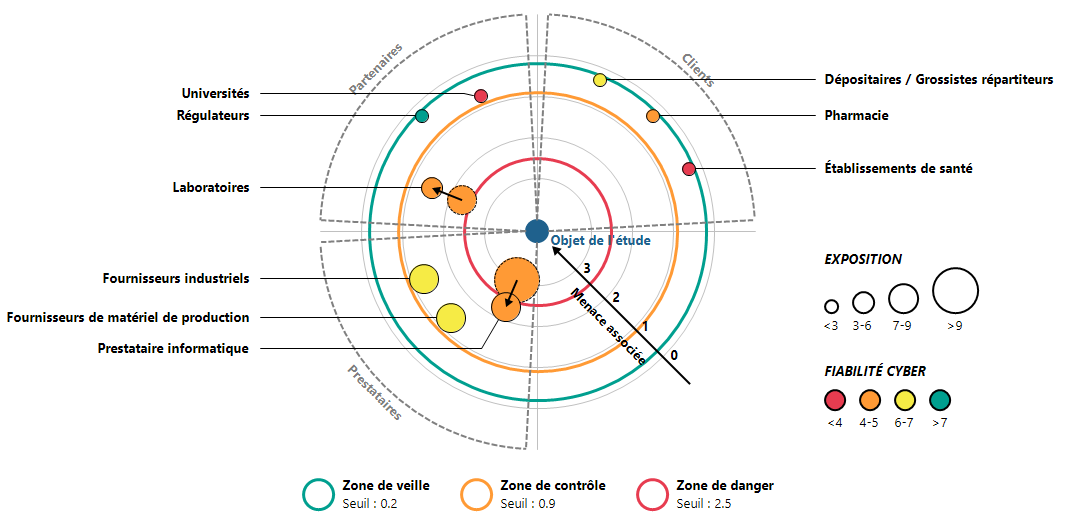 Partenaires
Clients
Universités
Régulateurs
Laboratoires
Dépositaires / Grossistes répartiteurs
Pharmacie
Établissements de santé
Objet de l'étude
3
2
1
0
Menace associée
Fournisseurs industriels
Fournisseurs de matériel de production
Prestataire informatique
Prestataires
EXPOSITION
<3 3-6 7-9 >9
FIABILITÉ CYBER
<4 4-5 6-7 >7
Zone de veille
Seuil : 0.2
Zone de contrôle
Seuil : 0.9
Zone de danger
Seuil : 2.5